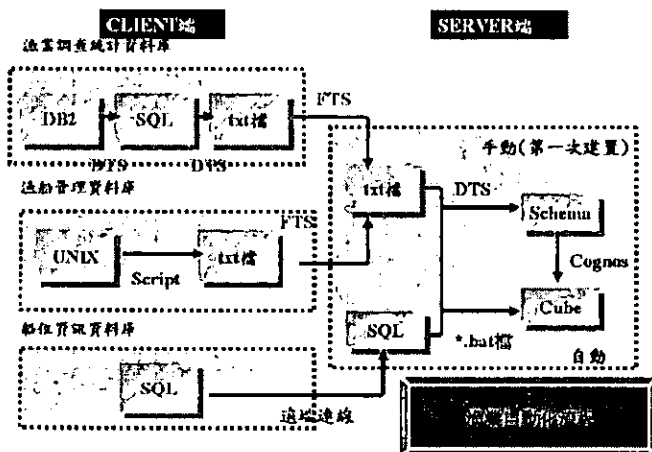 CLIENT端
SERVER端
漁業調查統計資料庫
DB2
SQL
txt檔
FTS
DTS
DTS
手動(第一次建置)
txt檔
DTS
Schema
漁船管理資料庫
FTS
UNIX
Script
txt檔
Cognos
Cube
船位資訊資料庫
SQL
*.bat檔
自動
SQL
遠端連線